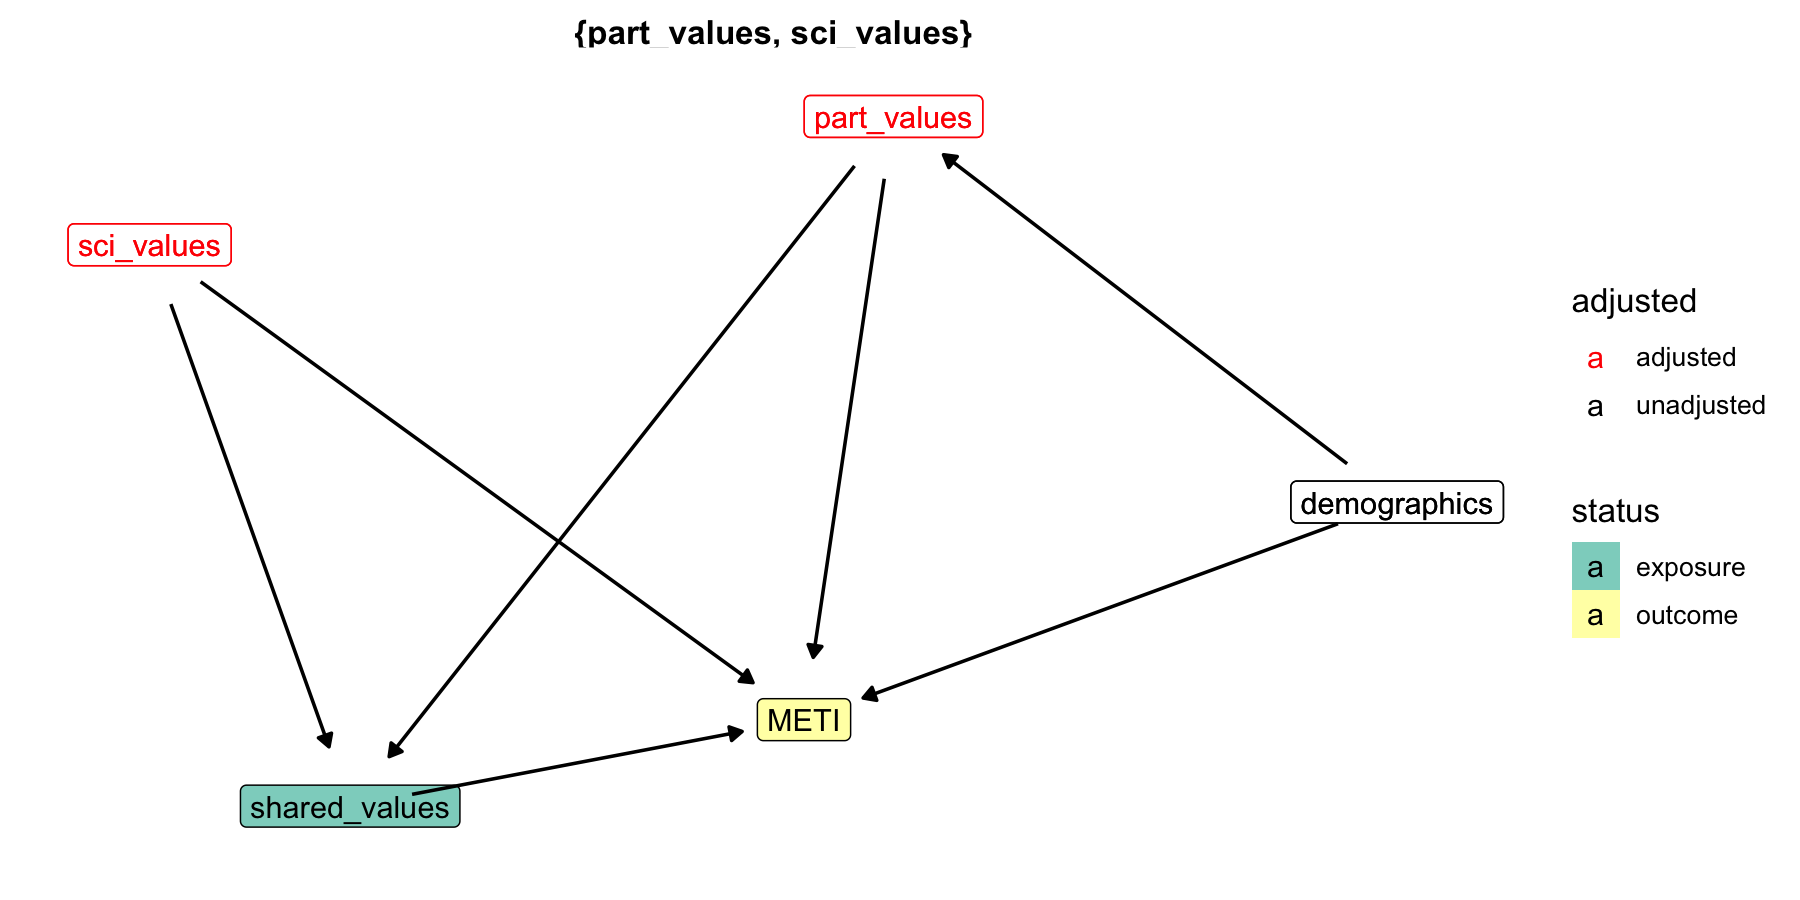 {part_values, sci_values}
part_values
sci_values
demographics
METI
shared_values
adjusted
a adjusted
a unadjusted
status
a exposure
a outcome